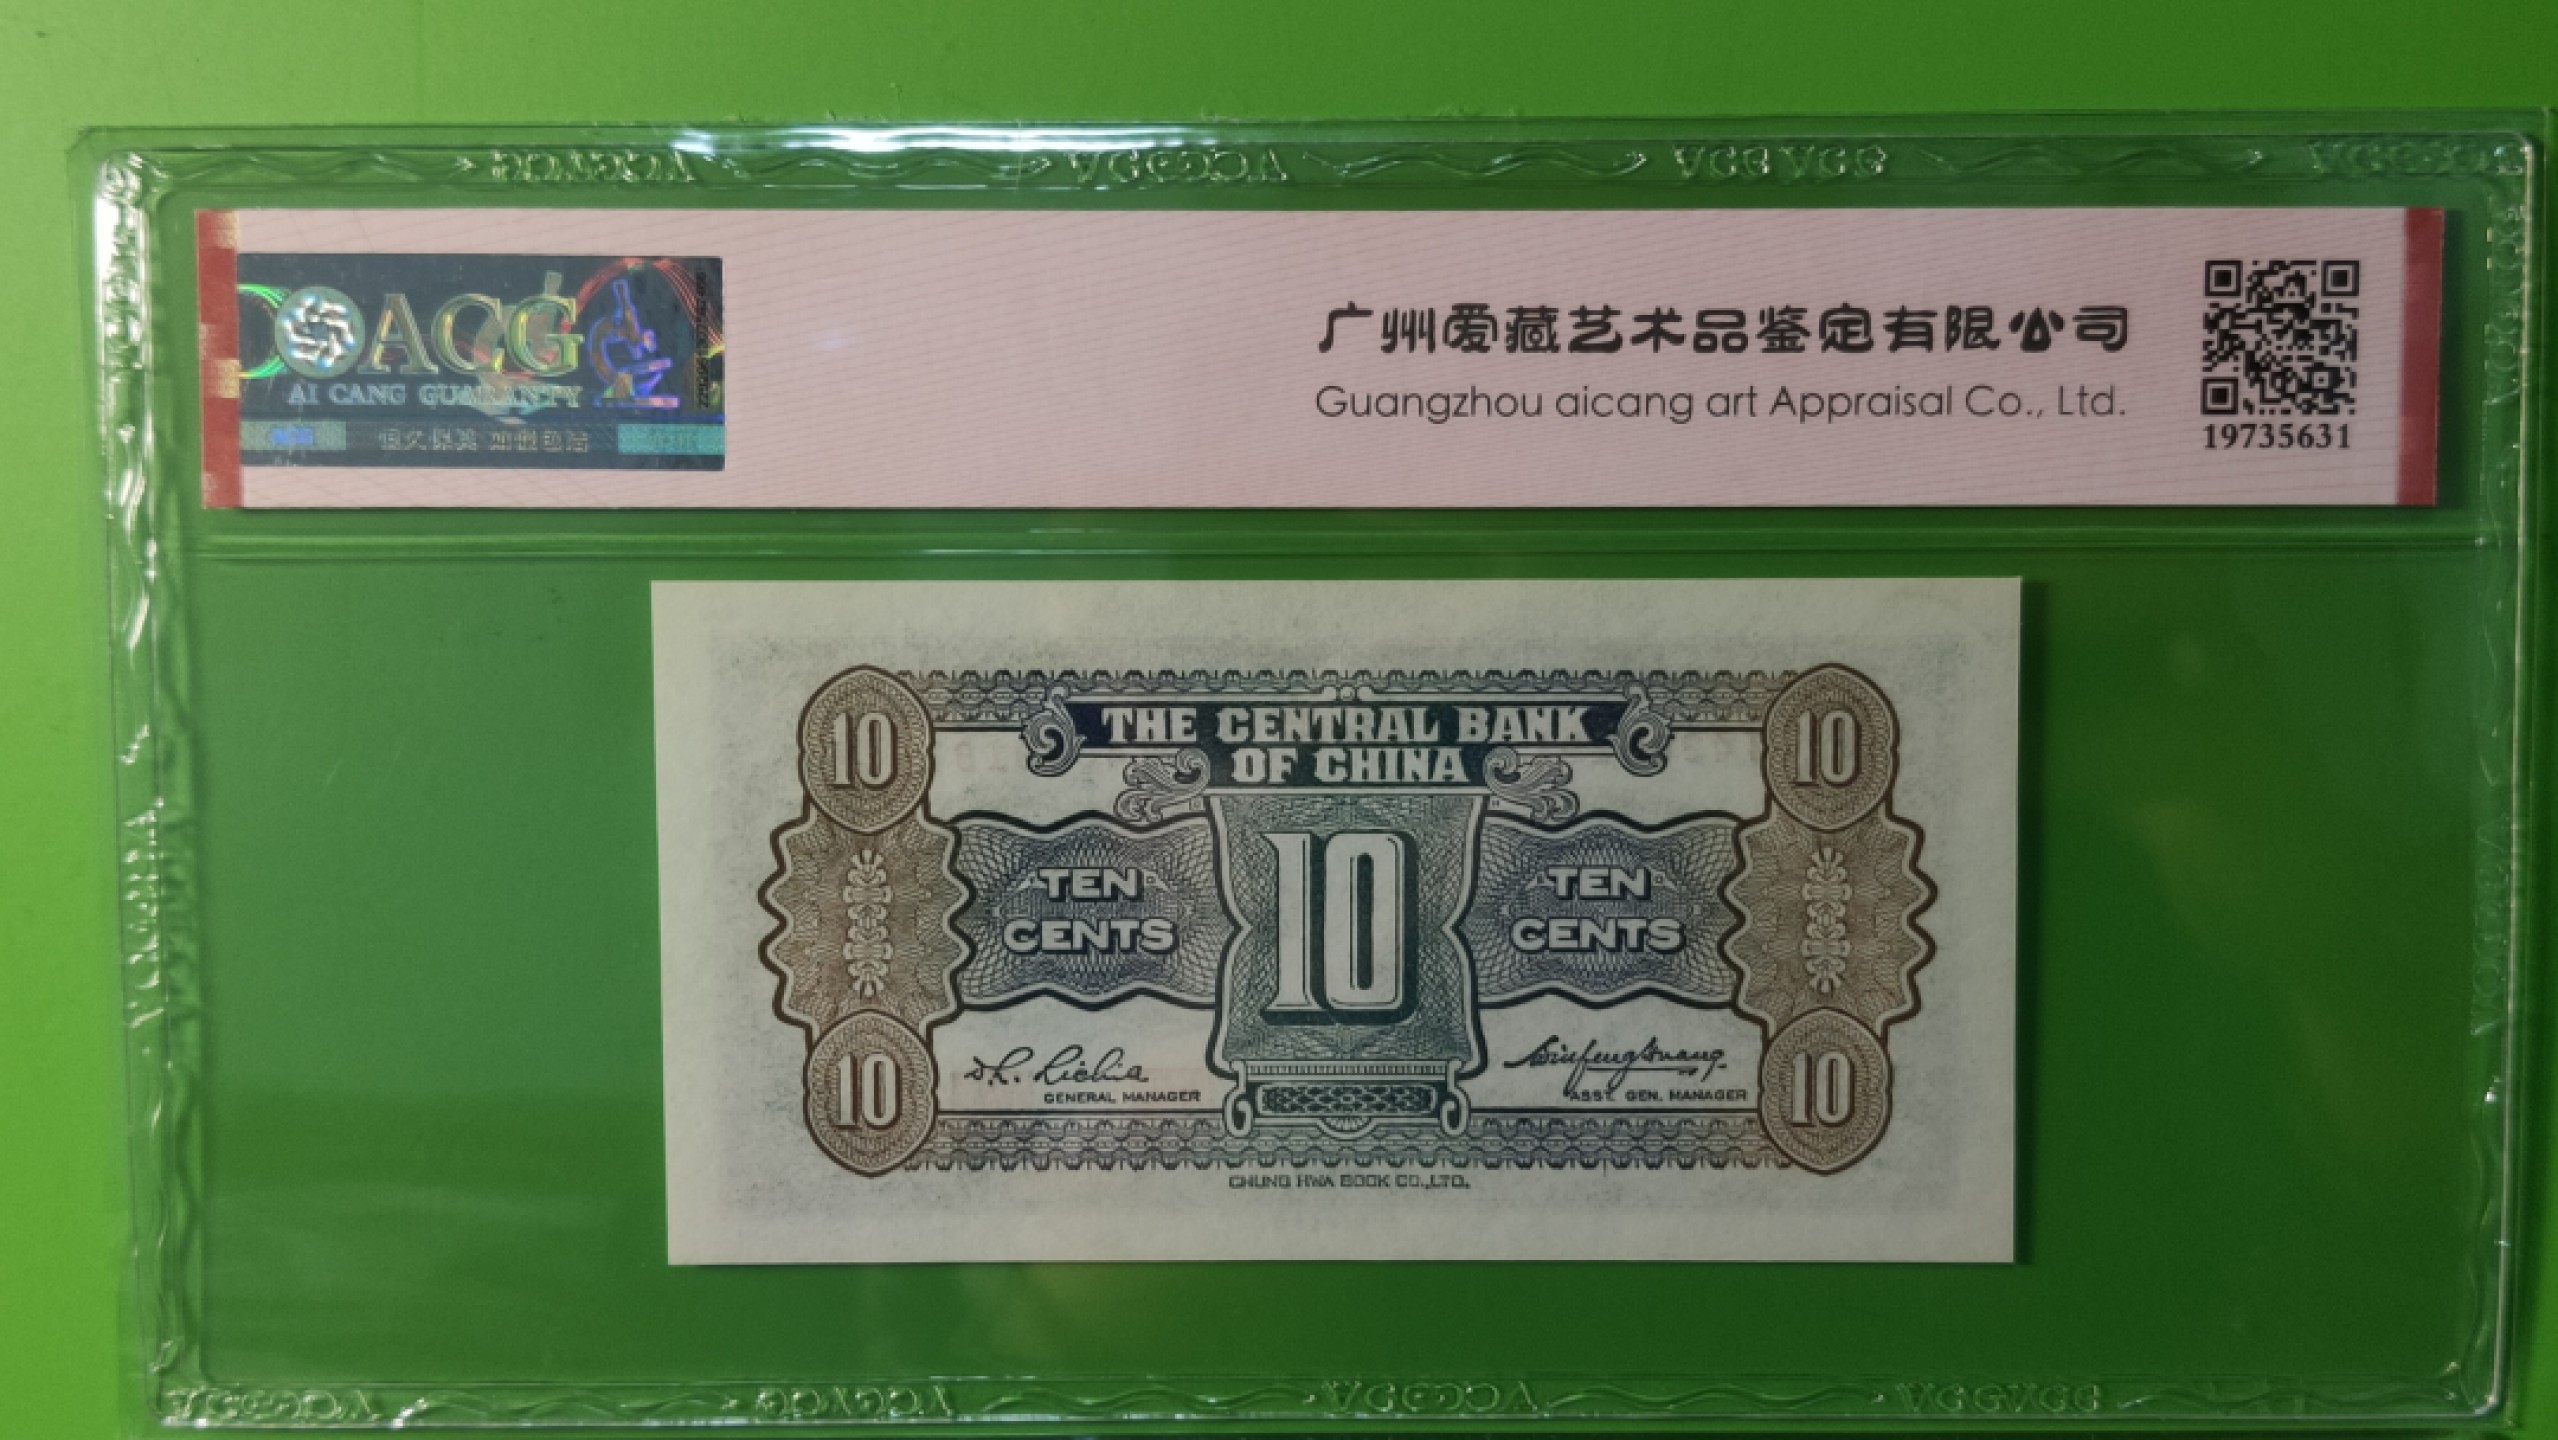 ACG
AI CANG GUARANTY
广州爱藏艺术品鉴定有限公司
Guangzhou aicang art Appraisal Co., Ltd.
19735631
10
THE CENTRAL BANK
OF CHINA
10
TEN
CENTS
10
TEN
CENTS
10
GENERAL MANAGER
ASST. GEN. MANAGER
10
CHUNG HWA BOOK CO.,LTD.